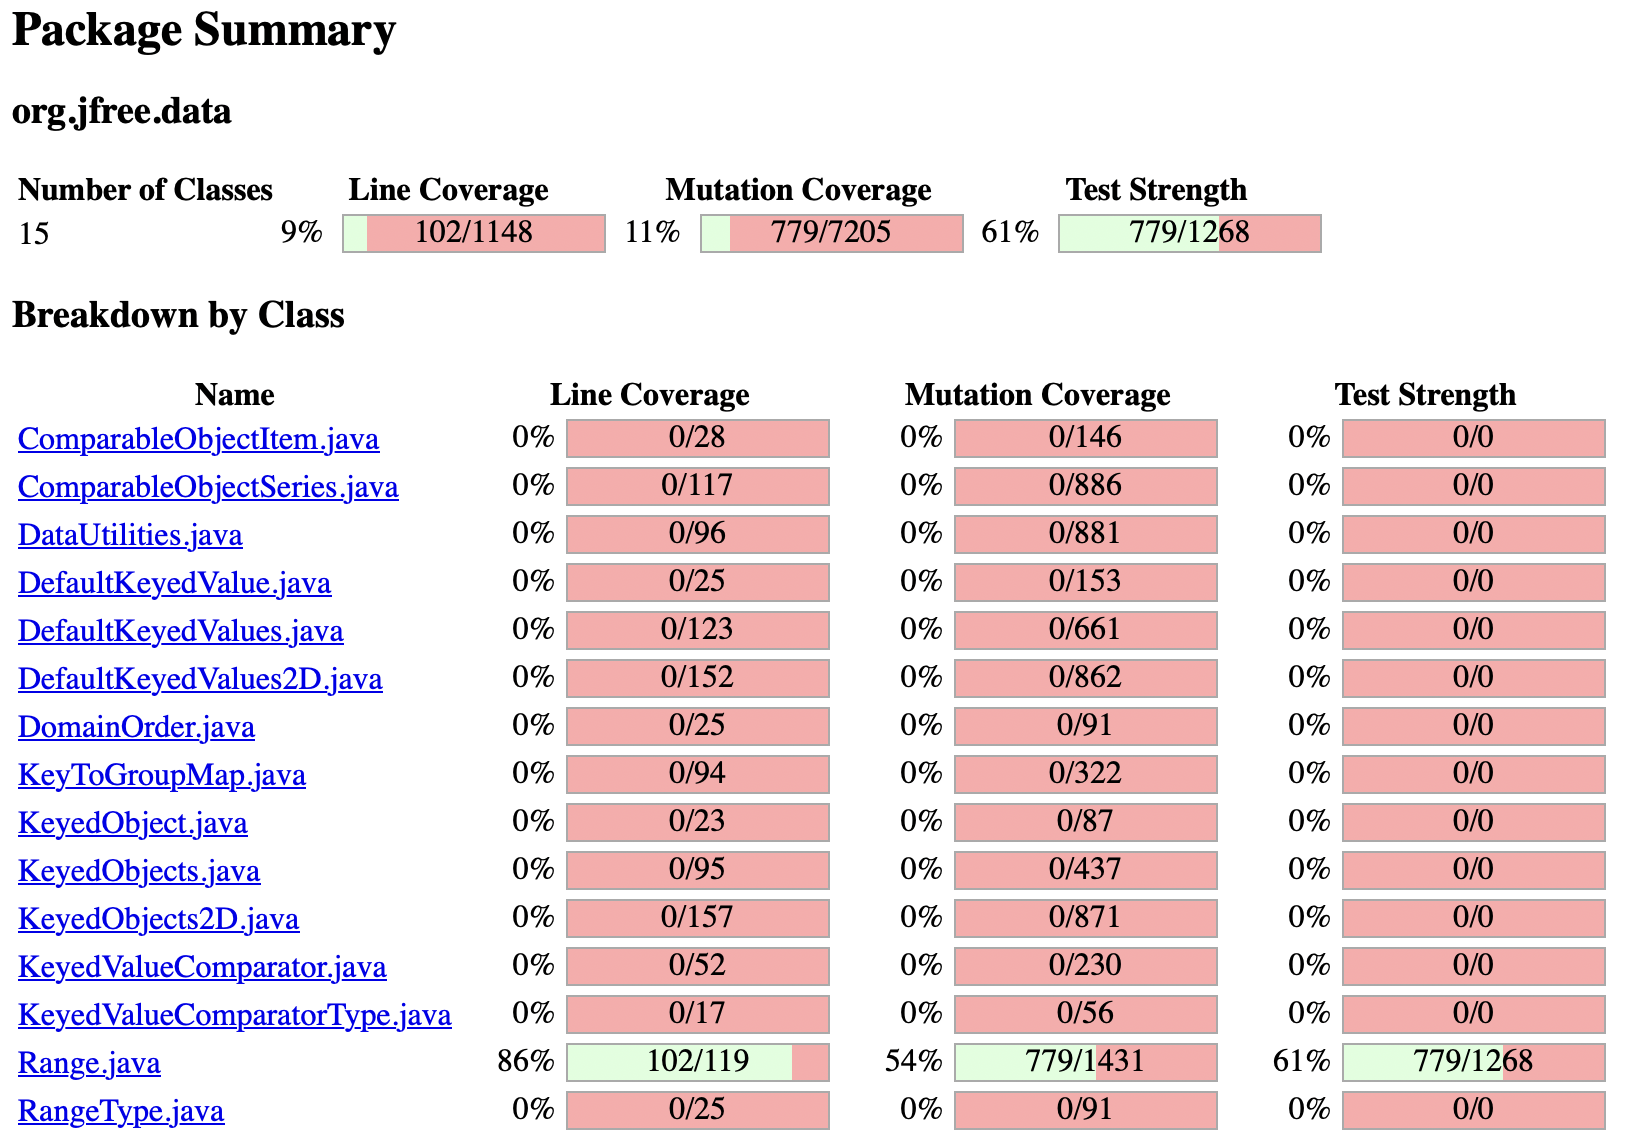 Package Summary
org.jfree.data
Number of Classes Line Coverage Mutation Coverage Test Strength
15 9% 102/1148 11% 779/7205 61% 779/1268
Breakdown by Class
Name Line Coverage Mutation Coverage Test Strength
ComparableObjectItem.java 0% 0/28 0% 0/146 0% 0/0
ComparableObjectSeries.java 0% 0/117 0% 0/886 0% 0/0
DataUtilities.java 0% 0/96 0% 0/881 0% 0/0
DefaultKeyedValue.java 0% 0/25 0% 0/153 0% 0/0
DefaultKeyedValues.java 0% 0/123 0% 0/661 0% 0/0
DefaultKeyedValues2D.java 0% 0/152 0% 0/862 0% 0/0
DomainOrder.java 0% 0/25 0% 0/91 0% 0/0
KeyToGroupMap.java 0% 0/94 0% 0/322 0% 0/0
KeyedObject.java 0% 0/23 0% 0/87 0% 0/0
KeyedObjects.java 0% 0/95 0% 0/437 0% 0/0
KeyedObjects2D.java 0% 0/157 0% 0/871 0% 0/0
KeyedValueComparator.java 0% 0/52 0% 0/230 0% 0/0
KeyedValueComparatorType.java 0% 0/17 0% 0/56 0% 0/0
Range.java 86% 102/119 54% 779/1431 61% 779/1268
RangeType.java 0% 0/25 0% 0/91 0% 0/0